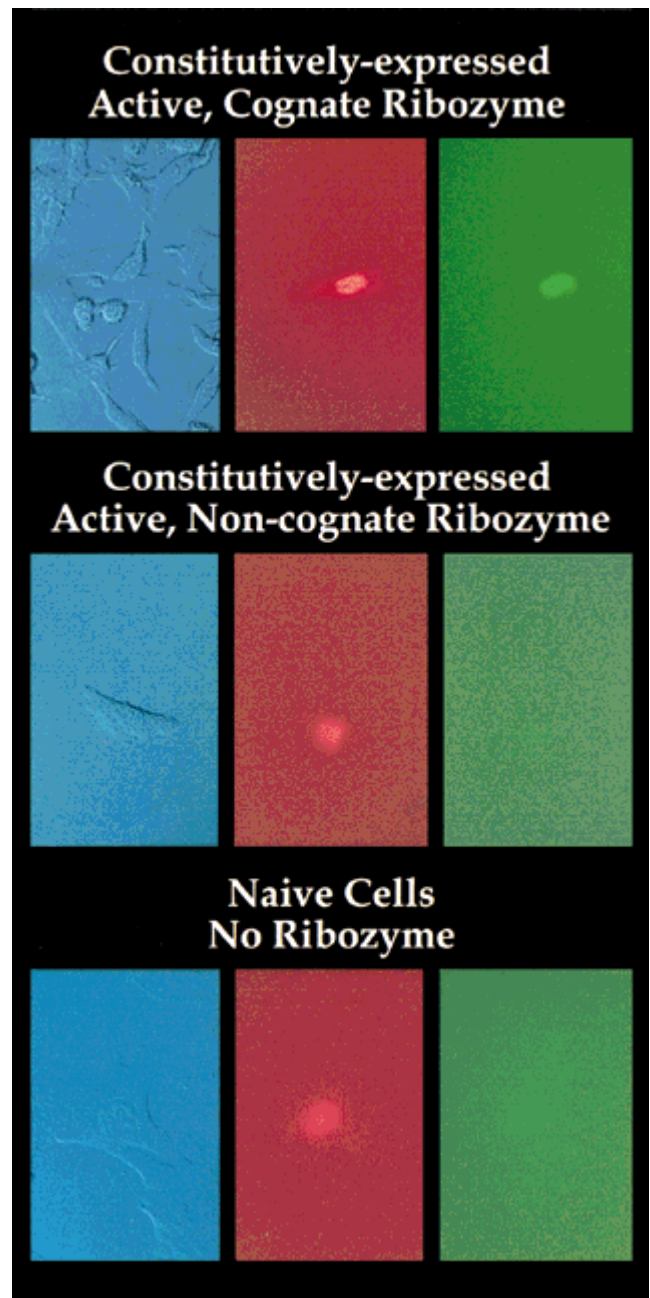 Constitutively-expressed
Active, Cognate Ribozyme
Constitutively-expressed
Active, Non-cognate Ribozyme
Naive Cells
No Ribozyme